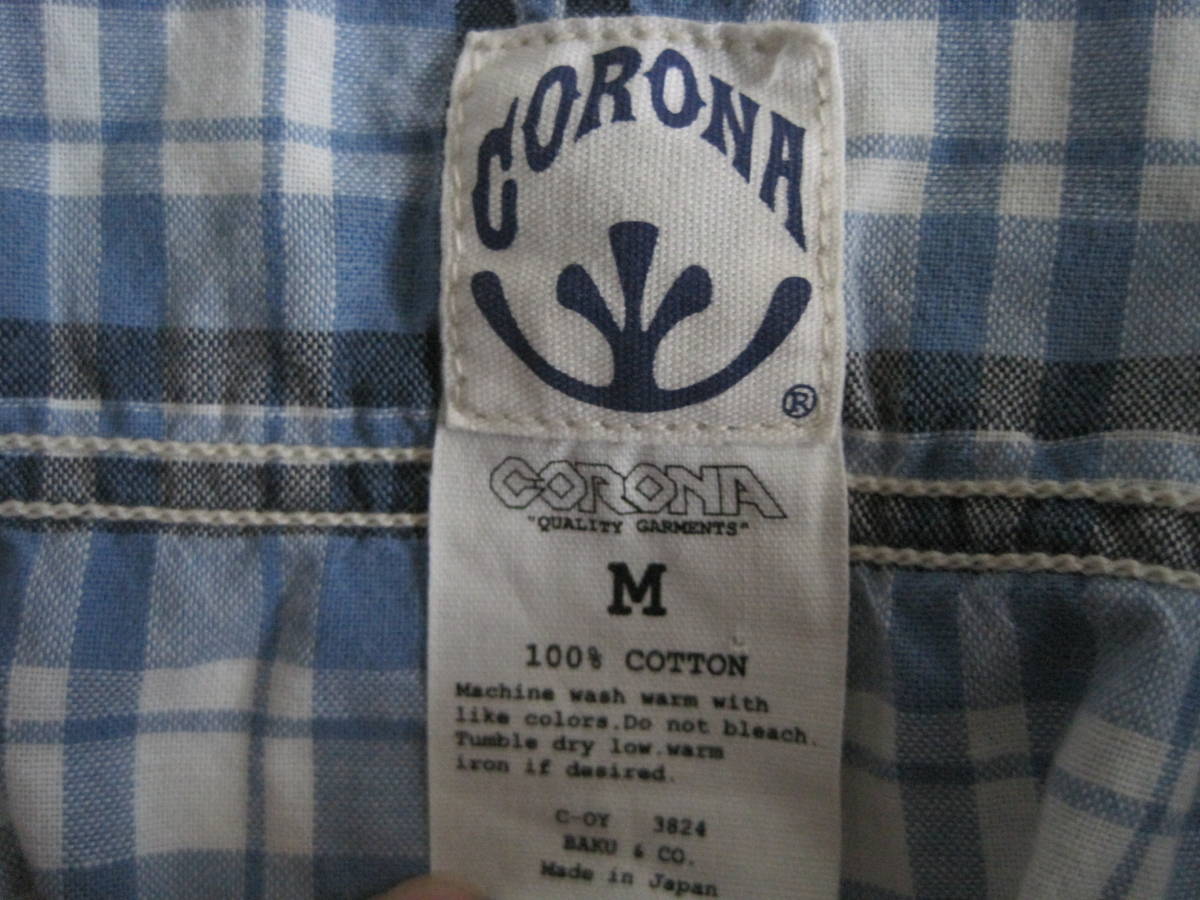 CORONA
®
CORONA
"QUALITY GARMENTS"
M
100% COTTON
Machine wash warm with
like colors.Do not bleach.
Tumble dry low.warm
iron if desired.
C-OY 3824
BAKU & CO.
Made in Japan